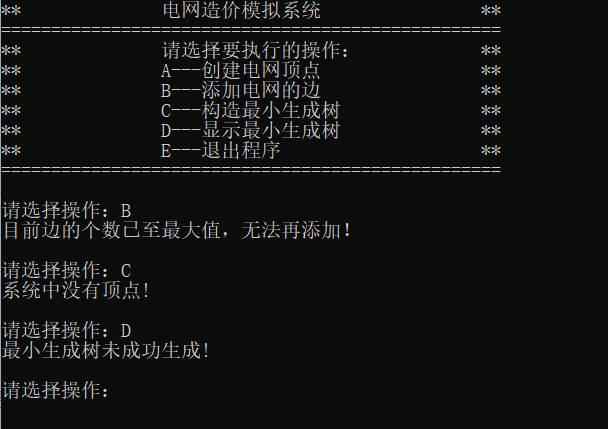 **              电网造价模拟系统                **
==================================================
**              请选择要执行的操作:             **
**              A---创建电网顶点                **
**              B---添加电网的边                **
**              C---构造最小生成树              **
**              D---显示最小生成树              **
**              E---退出程序                    **
==================================================
请选择操作: B
目前边的个数已至最大值，无法再添加!
请选择操作: C
系统中没有顶点!
请选择操作: D
最小生成树未成功生成!
请选择操作: